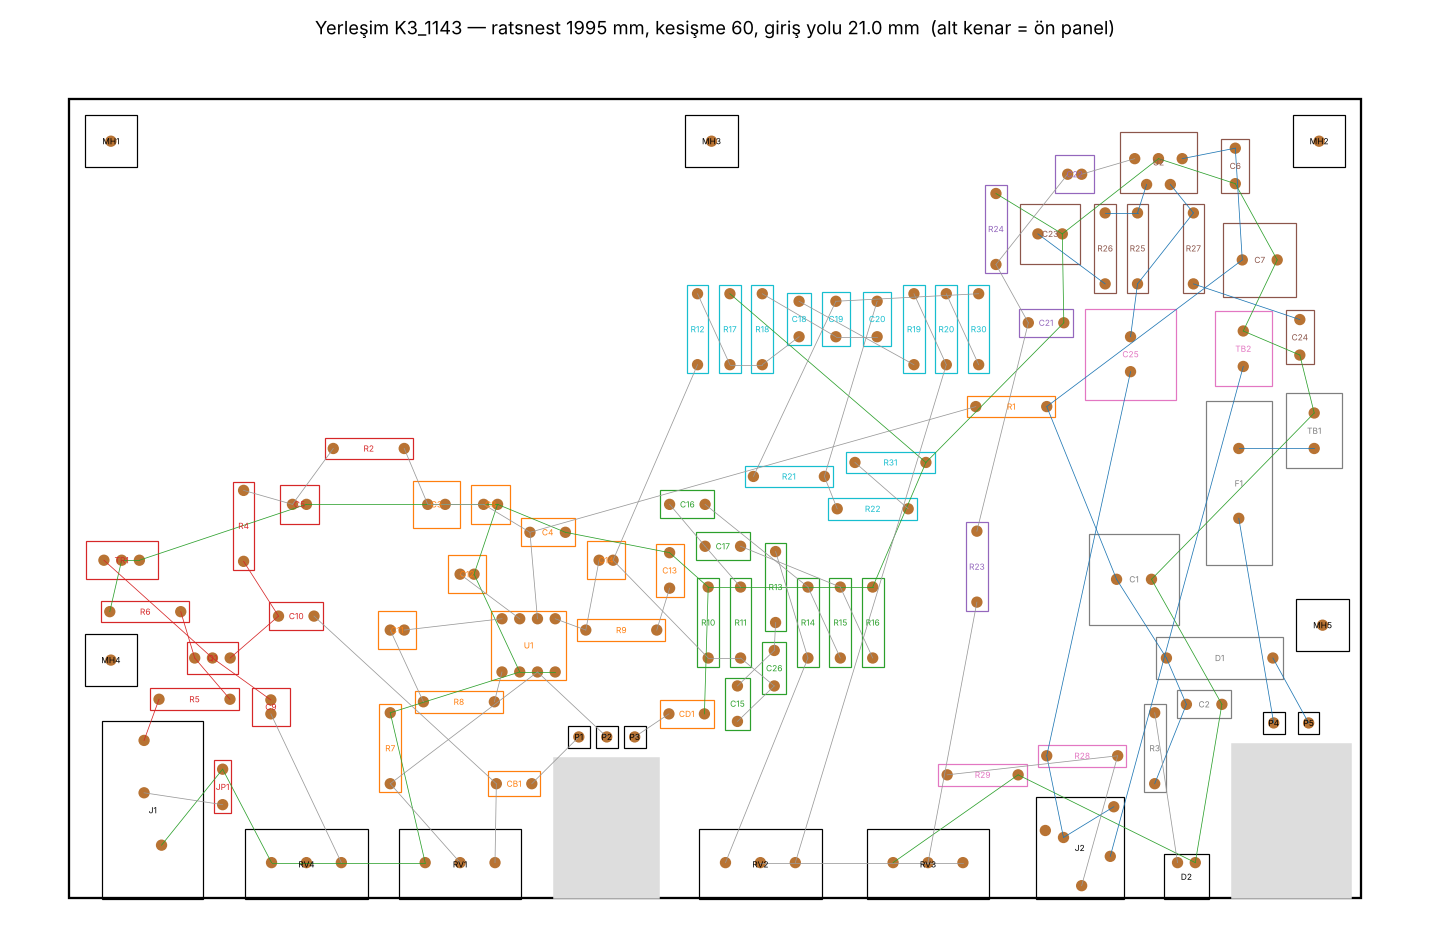 Yerleşim K3_1143 — ratsnest 1995 mm, kesişme 60, giriş yolu 21.0 mm (alt kenar = ön panel)
MH1
MH3
MH2
C6
R24
C23
R26
R25
R27
C7
R12
R17
R18
C18
C19
C20
R19
R20
R30
C21
C25
TB2
C24
R1
TB1
R2
R31
R21
F1
R22
C16
R4
C4
C17
C13
R13
C1
R23
R6
C10
R9
R10
R11
R14
R15
R16
MH5
U1
MH4
D1
C26
R5
R8
C15
C2
CD1
P4
P5
P1
P2
P3
R7
R3
R28
R29
JP1
CB1
J1
J2
RV4
RV1
RV2
RV3
D2